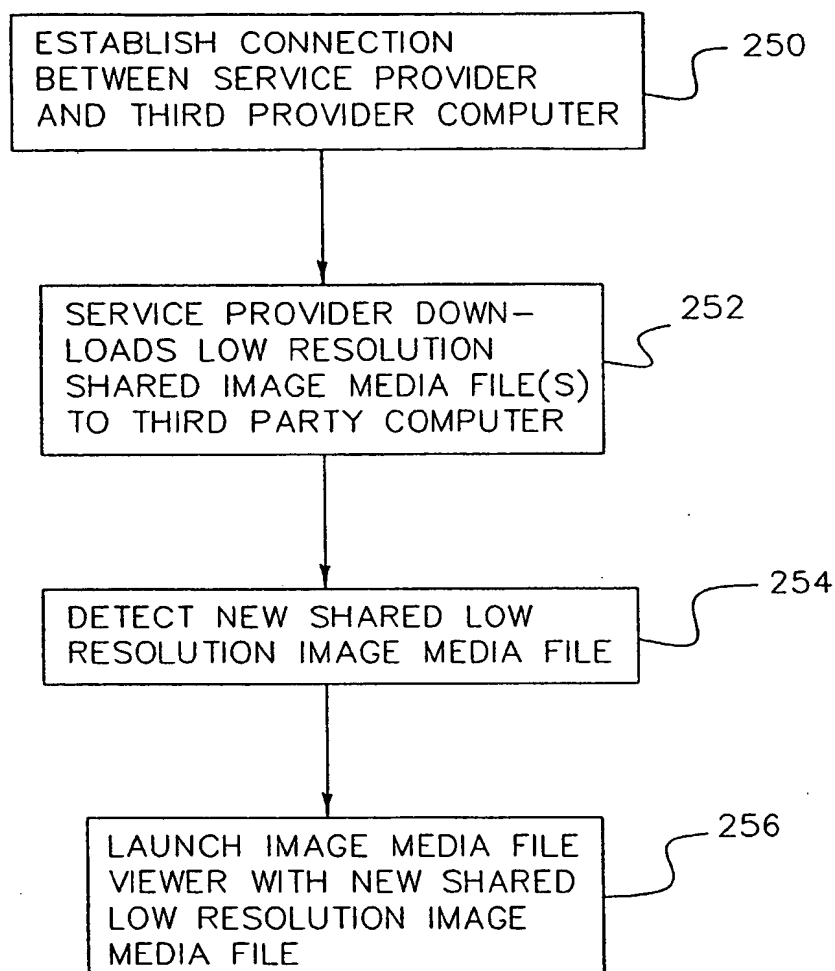 ESTABLISH CONNECTION
BETWEEN SERVICE PROVIDER
AND THIRD PROVIDER COMPUTER
250
SERVICE PROVIDER DOWN-
LOADS LOW RESOLUTION
SHARED IMAGE MEDIA FILE(S)
TO THIRD PARTY COMPUTER
252
DETECT NEW SHARED LOW
RESOLUTION IMAGE MEDIA FILE
254
LAUNCH IMAGE MEDIA FILE
VIEWER WITH NEW SHARED
LOW RESOLUTION IMAGE
MEDIA FILE
256